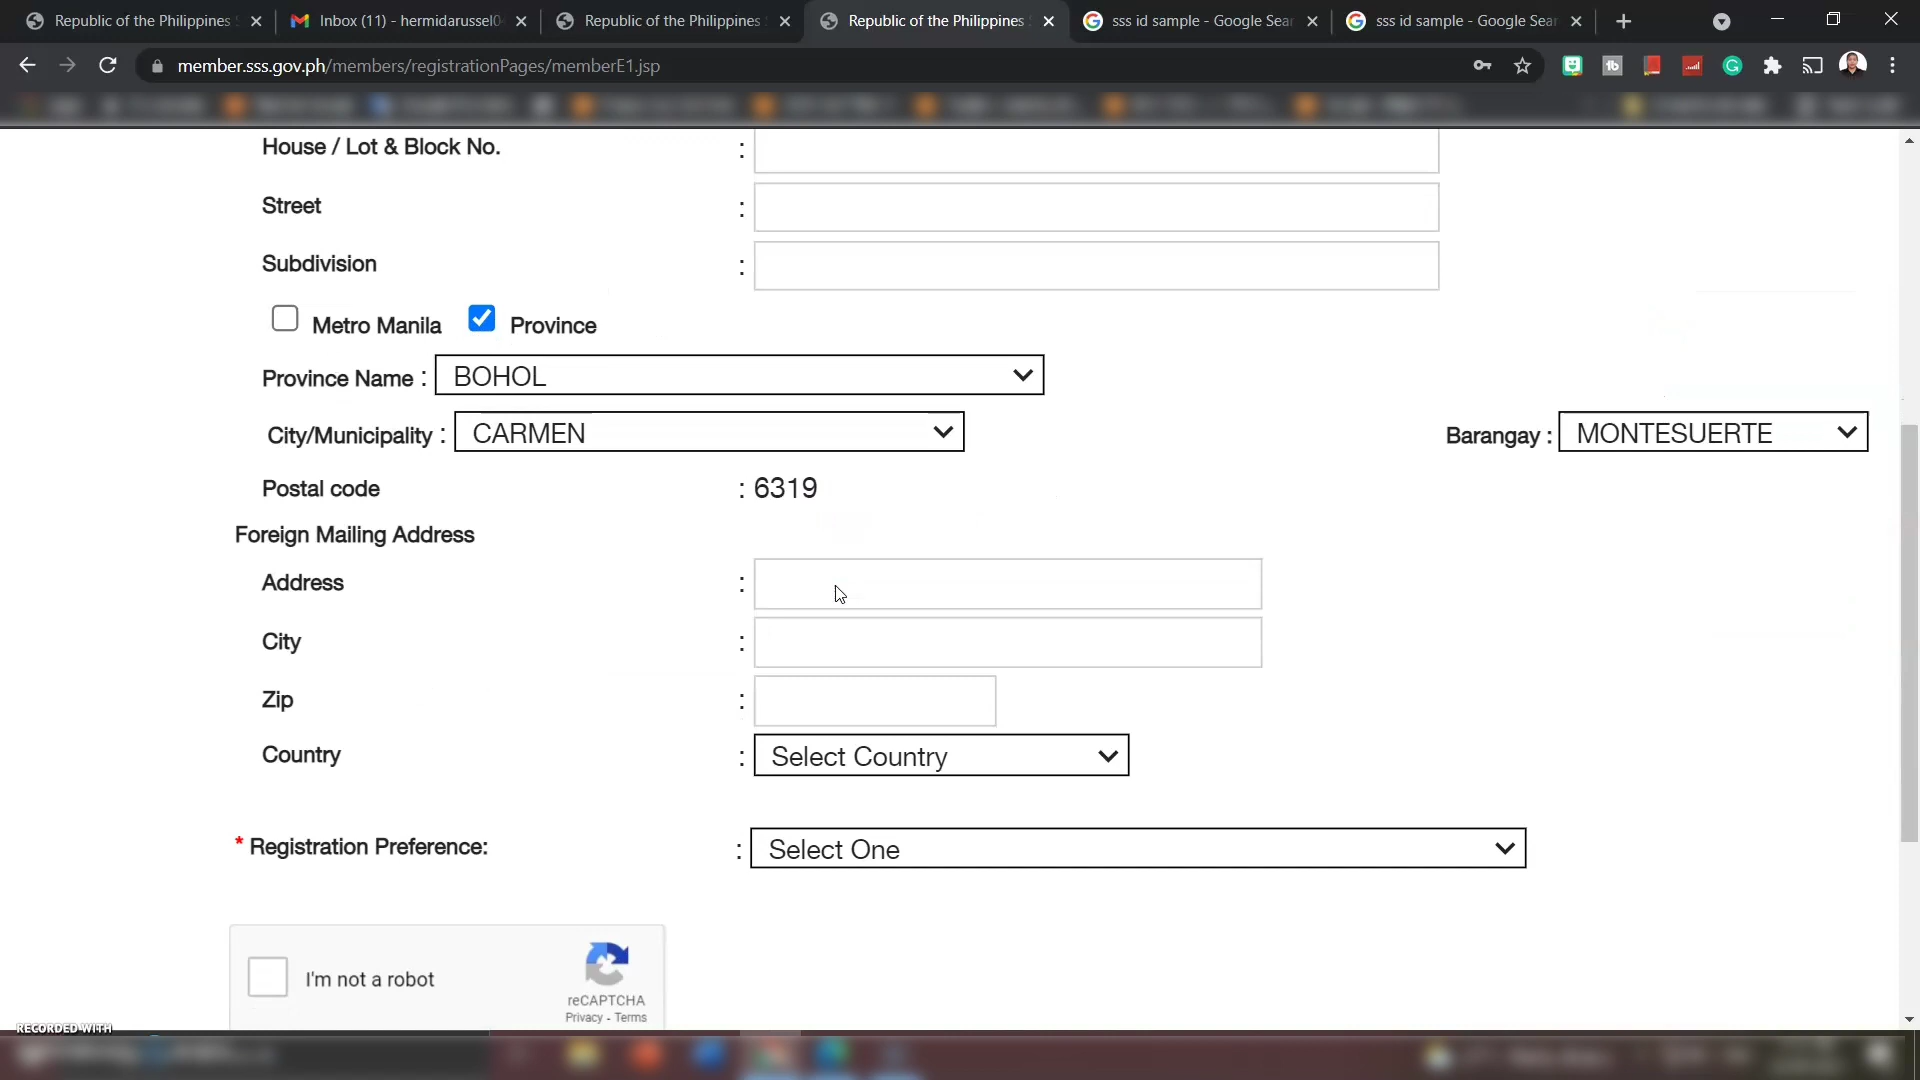 Republic of the Philippines S
Inbox (11) - hermidarussel0
Republic of the Philippines
Republic of the Philippines
sss id sample - Google Sear
sss id sample - Google Sear
member.sss.gov.ph/members/registrationPages/memberE1.jsp
House / Lot & Block No. :
Street :
Subdivision :
Metro Manila Province
Province Name : BOHOL
City/Municipality : CARMEN Barangay : MONTESUERTE
Postal code : 6319
Foreign Mailing Address
Address :
City :
Zip :
Country : Select Country
* Registration Preference: : Select One
I'm not a robot
reCAPTCHA
Privacy - Terms
RECORDED WITH